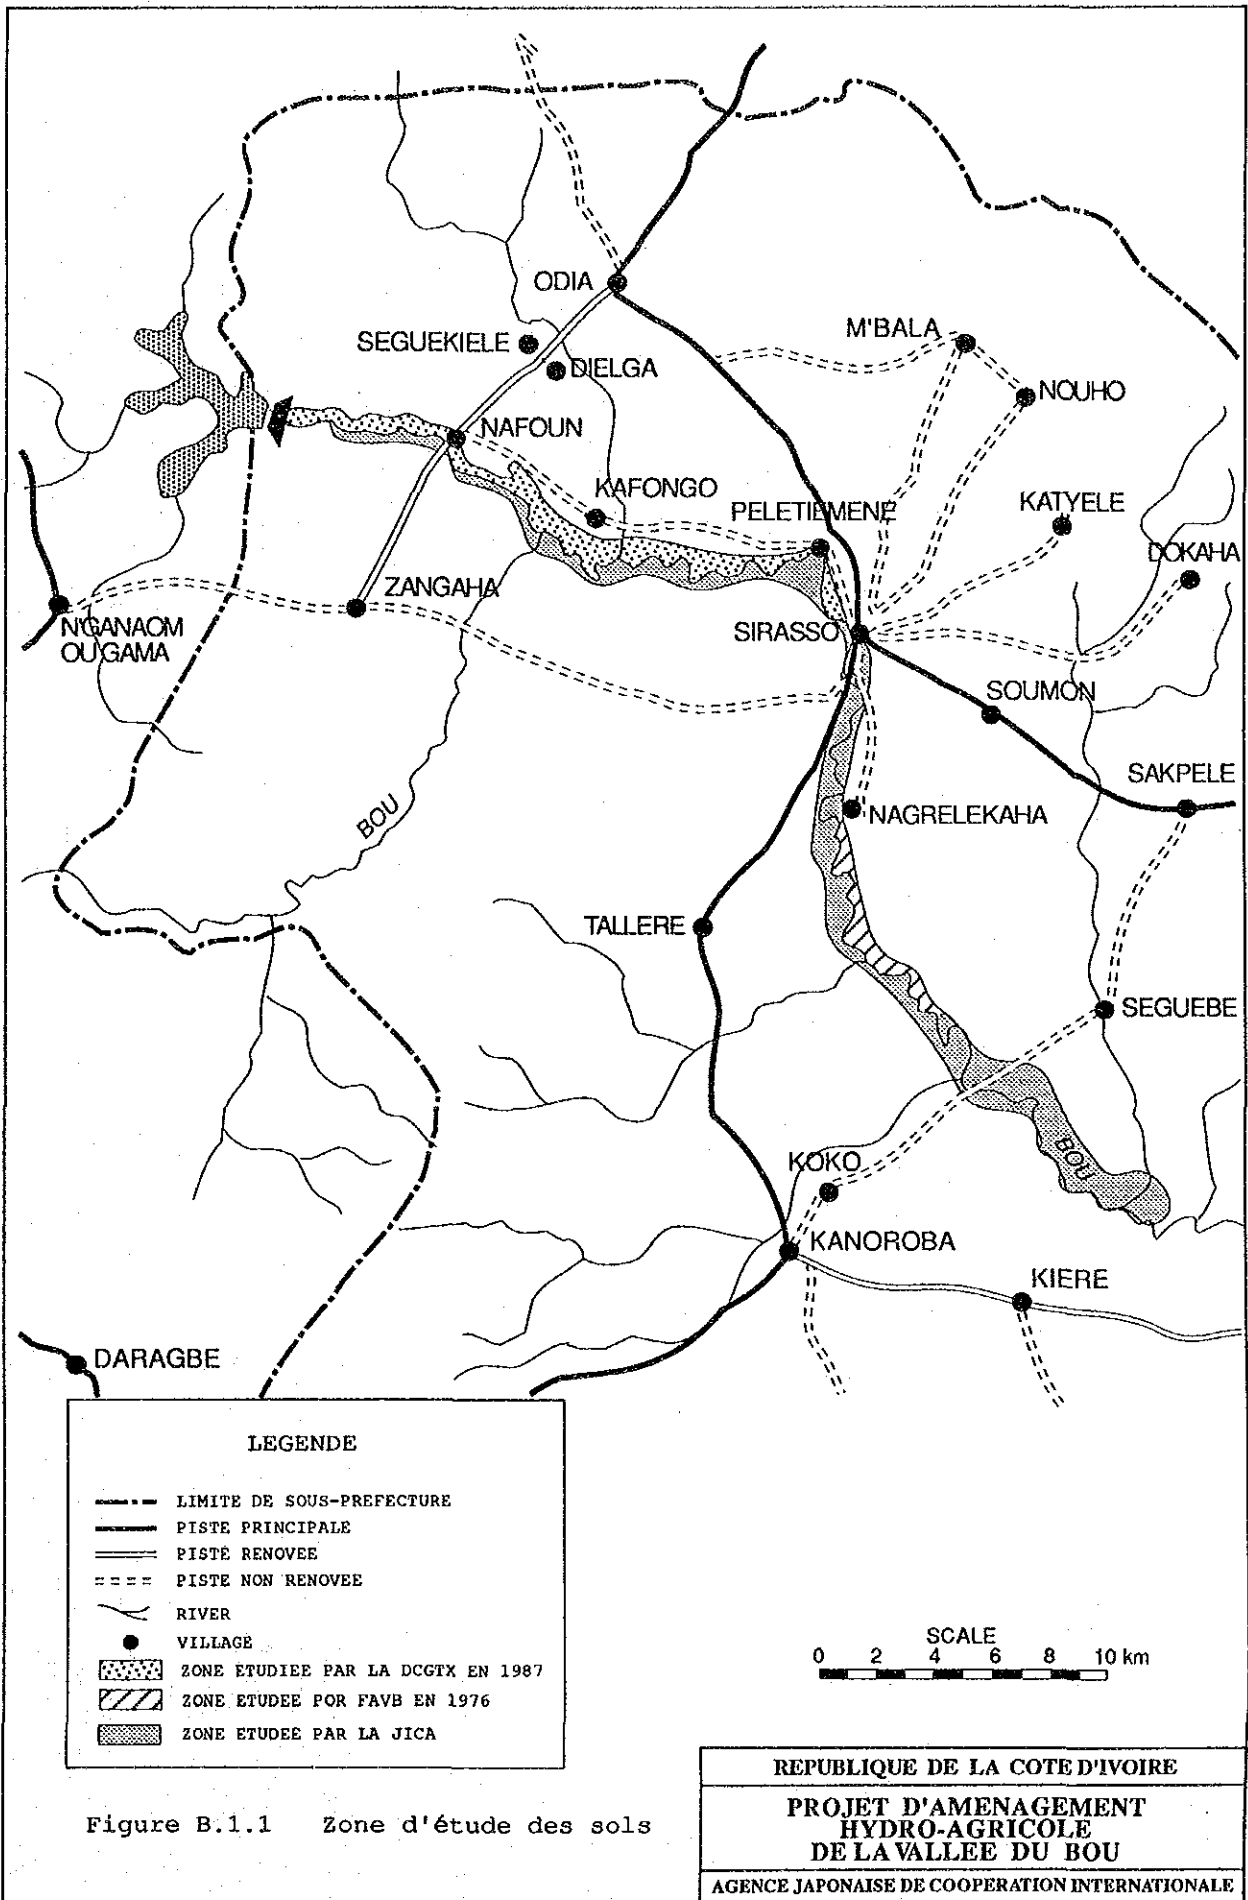 ODIA
SEGUEKIELE
DIELGA
M'BALA
NOUHO
NAFOUN
KAFONGO
PELETIEMENE
KATYELE
DOKAHA
ZANGAHA
N'GANAOM
OUGAMA
SIRASSO
SOUMON
SAKPELE
BOU
NAGRELEKAHA
TALLERE
SEGUEBE
BOU
KOKO
KANOROBA
KIERE
DARAGBE
LEGENDE
LIMITE DE SOUS-PREFECTURE
PISTE PRINCIPALE
PISTE RENOVEE
PISTE NON RENOVEE
RIVER
VILLAGE
ZONE ETUDIEE PAR LA DCGTX EN 1987
ZONE ETUDEE POR FAVB EN 1976
ZONE ETUDEE PAR LA JICA
SCALE
0 2 4 6 8 10 km
Figure B.1.1 Zone d'étude des sols
REPUBLIQUE DE LA COTE D'IVOIRE
PROJET D'AMENAGEMENT
HYDRO-AGRICOLE
DE LA VALLEE DU BOU
AGENCE JAPONAISE DE COOPERATION INTERNATIONALE